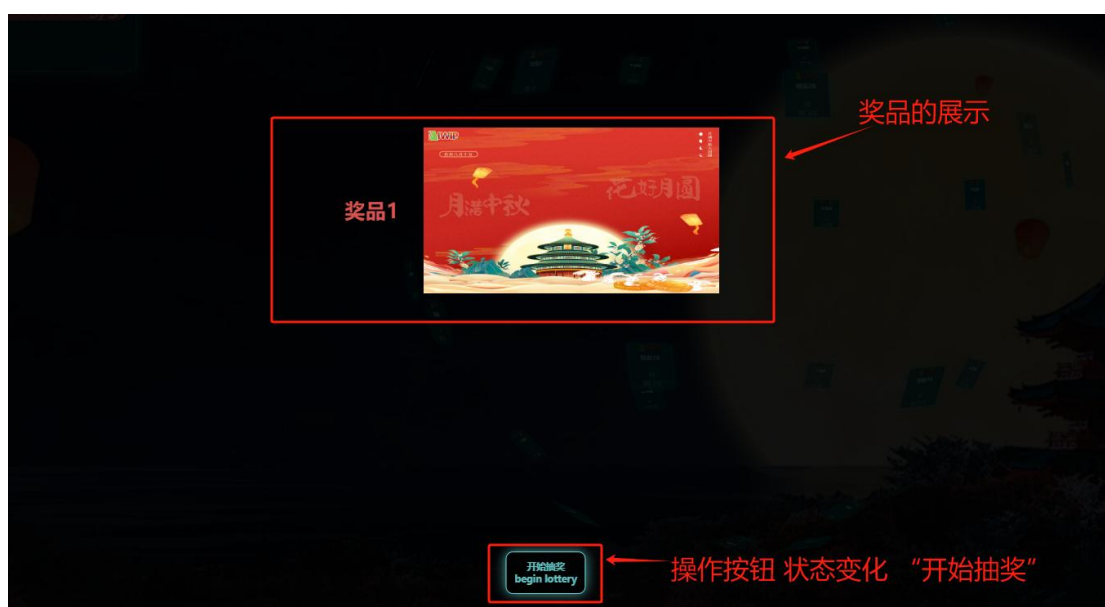 奖品的展示
IWIP
月满中秋
花好月圆
奖品1
开始抽奖
begin lottery
操作按钮 状态变化 “开始抽奖”